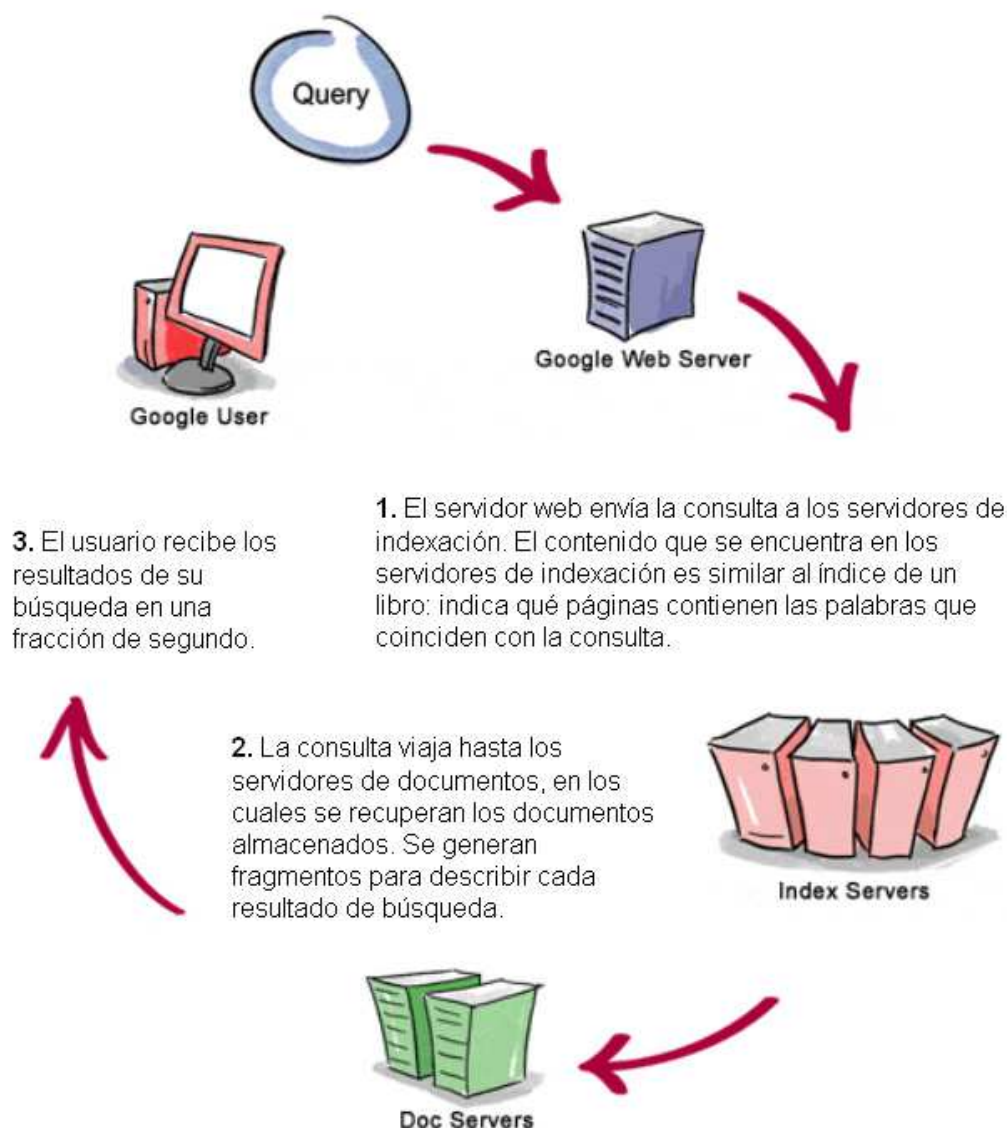 Query
Google Web Server
Google User
1. El servidor web envía la consulta a los servidores de
indexación. El contenido que se encuentra en los
servidores de indexación es similar al índice de un
libro: indica qué páginas contienen las palabras que
coinciden con la consulta.
3. El usuario recibe los
resultados de su
búsqueda en una
fracción de segundo.
2. La consulta viaja hasta los
servidores de documentos, en los
cuales se recuperan los documentos
almacenados. Se generan
fragmentos para describir cada
resultado de búsqueda.
Index Servers
Doc Servers